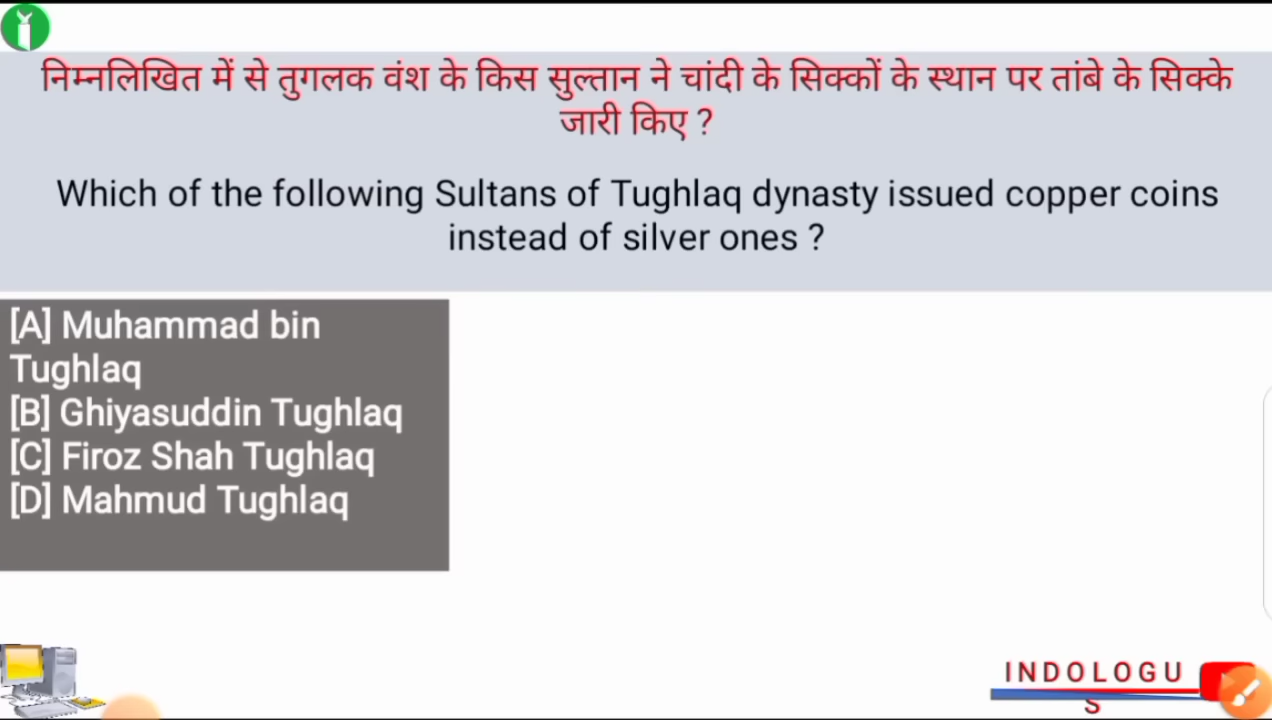 निम्नलिखित में से तुगलक वंश के किस सुल्तान ने चांदी के सिक्कों के स्थान पर तांबे के सिक्के
जारी किए ?
Which of the following Sultans of Tughlaq dynasty issued copper coins
instead of silver ones ?
[A] Muhammad bin
Tughlaq
[B] Ghiyasuddin Tughlaq
[C] Firoz Shah Tughlaq
[D] Mahmud Tughlaq
INDOLOGU
S